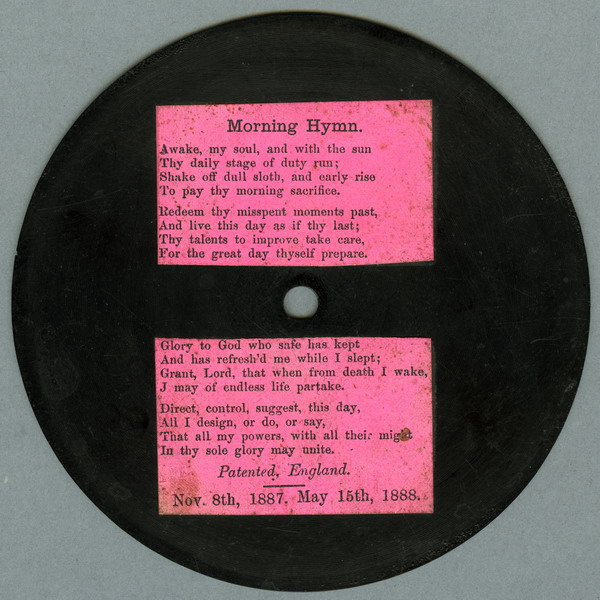 Morning Hymn.
Awake, my soul, and with the sun
Thy daily stage of duty run;
Shake off dull sloth, and early rise
To pay thy morning sacrifice.
Redeem thy misspent moments past,
And live this day as if thy last;
Thy talents to improve take care,
For the great day thyself prepare.
Glory to God who safe has kept
And has refresh'd me while I slept;
Grant, Lord, that when from death I wake,
J may of endless life partake.
Direct, control, suggest, this day,
All I design, or do, or say,
That all my powers, with all their might
In thy sole glory may unite.
Patented, England.
Nov. 8th, 1887. May 15th, 1888.